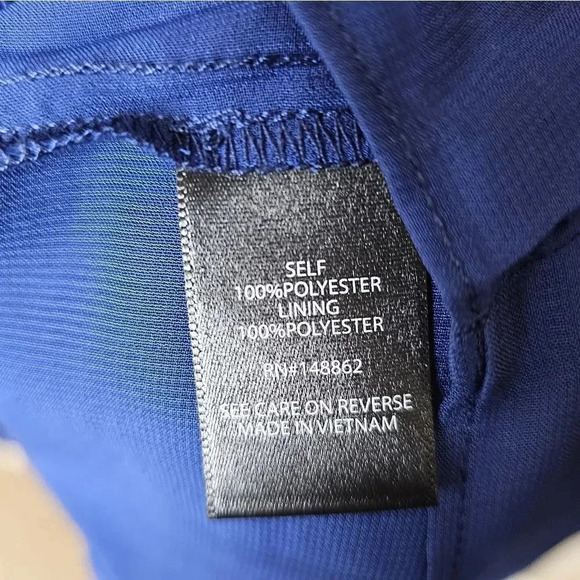 SELF
100%POLYESTER
LINING
100%POLYESTER
RN#148862
SEE CARE ON REVERSE
MADE IN VIETNAM